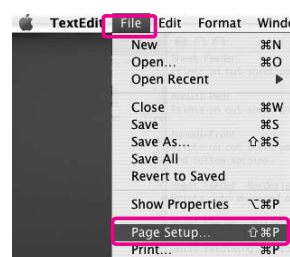 TextEdit File Edit Format Wind
New ⌘N
Open... ⌘O
Open Recent ▶
Close ⌘W
Save ⌘S
Save As... ⇧⌘S
Save All
Revert to Saved
Show Properties ⌥⌘P
Page Setup... ⇧⌘P
Print... ⌘P